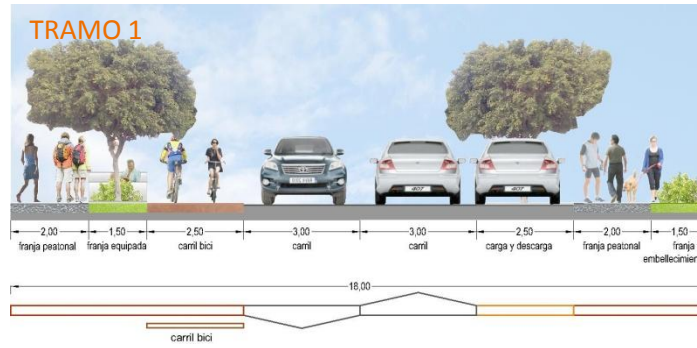 TRAMO 1
2,00 1,50 2,50 3,00 3,00 2,50 2,00 1,50
franja peatonal franja equipada carril bici carril carril carga y descarga franja peatonal franja
embellecimien
18,00
carril bici